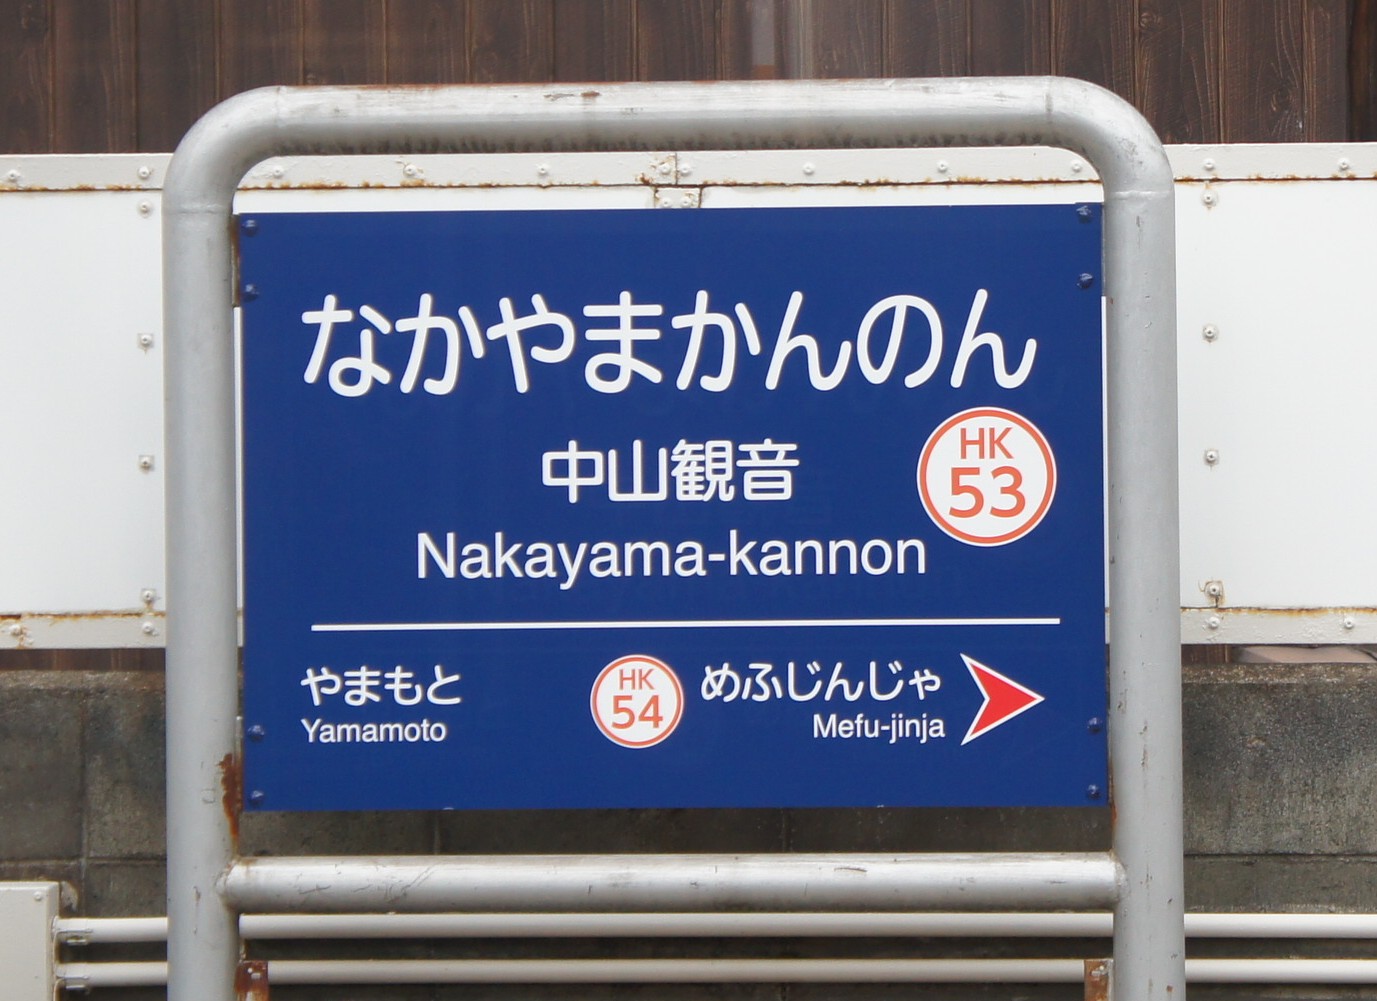 なかやまかんのん
中山観音
HK
53
Nakayama-kannon
やまもと
Yamamoto
HK
54
めふじんじゃ
Mefu-jinja